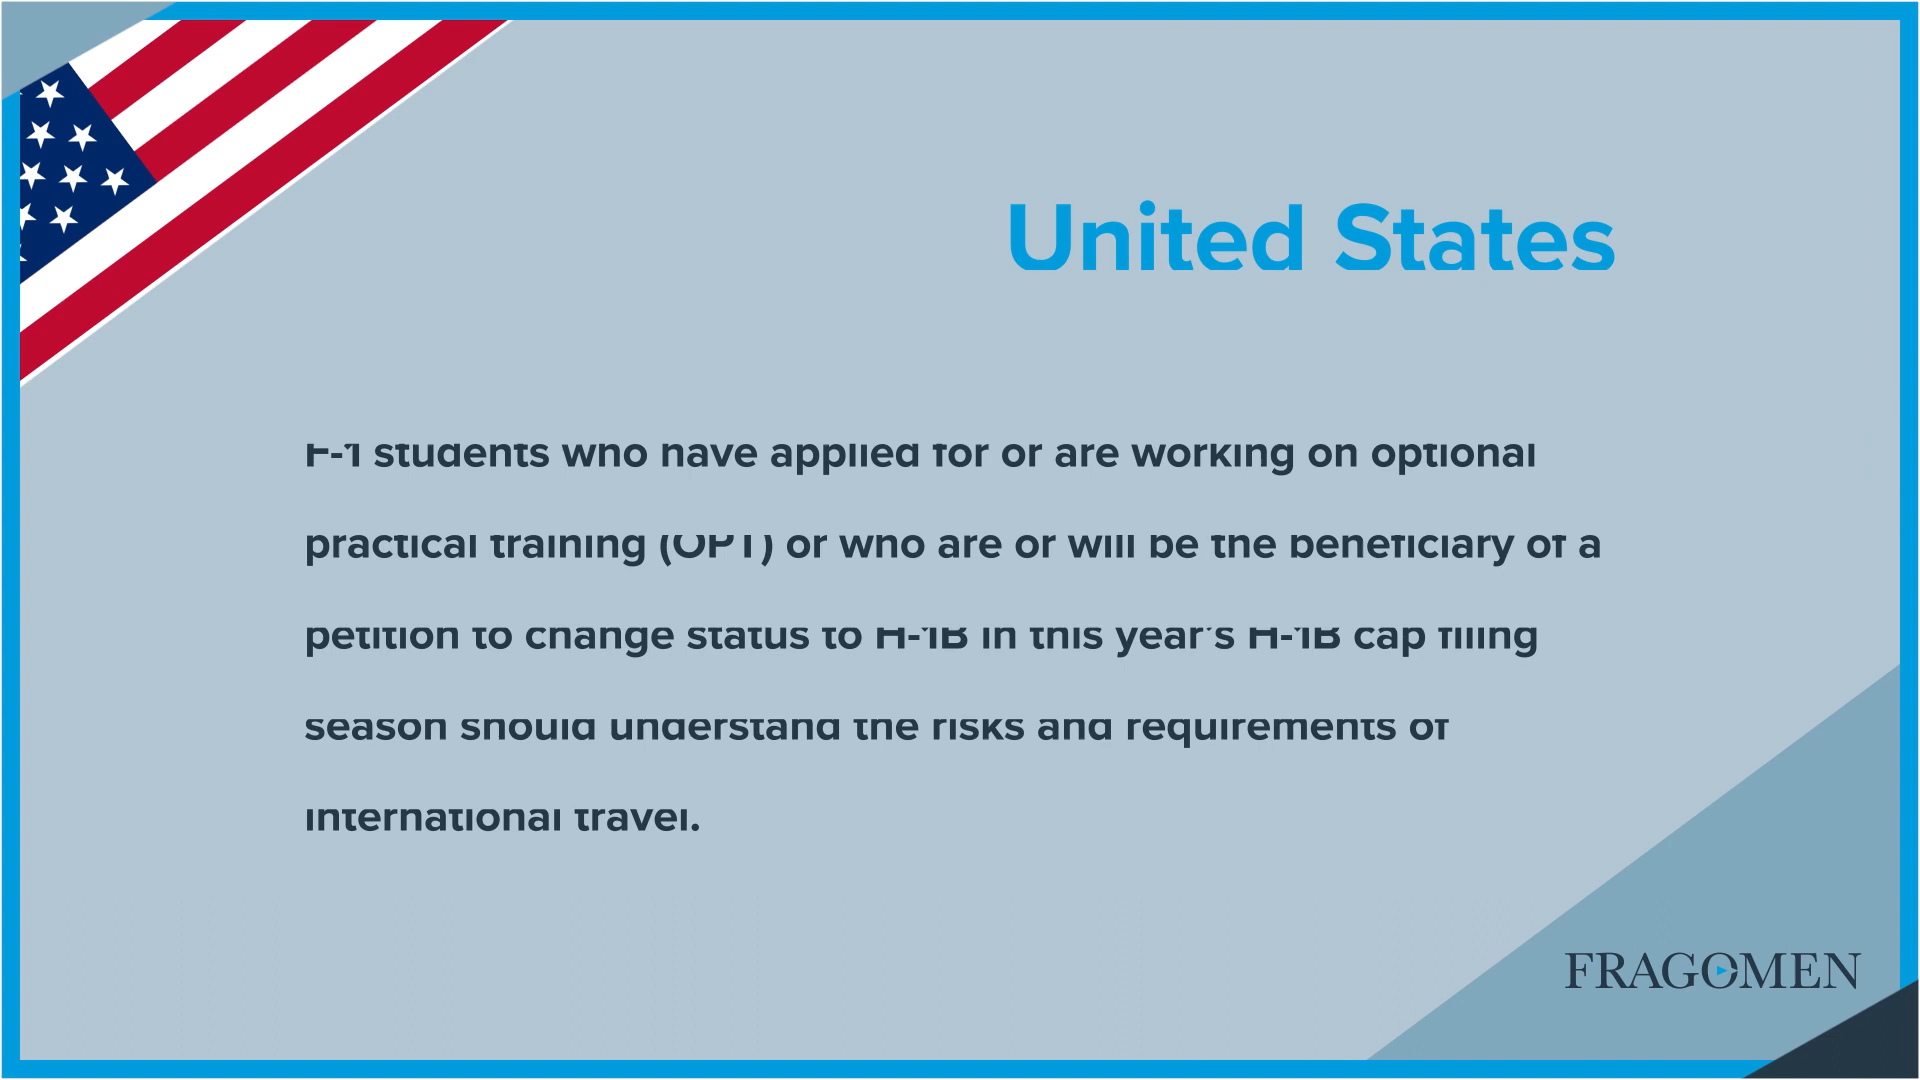 United States
F-1 students who have applied for or are working on optional
practical training (OPT) or who are or will be the beneficiary of a
petition to change status to H-1B in this year's H-1B cap filing
season should understand the risks and requirements of
international travel.
FRAGOMEN